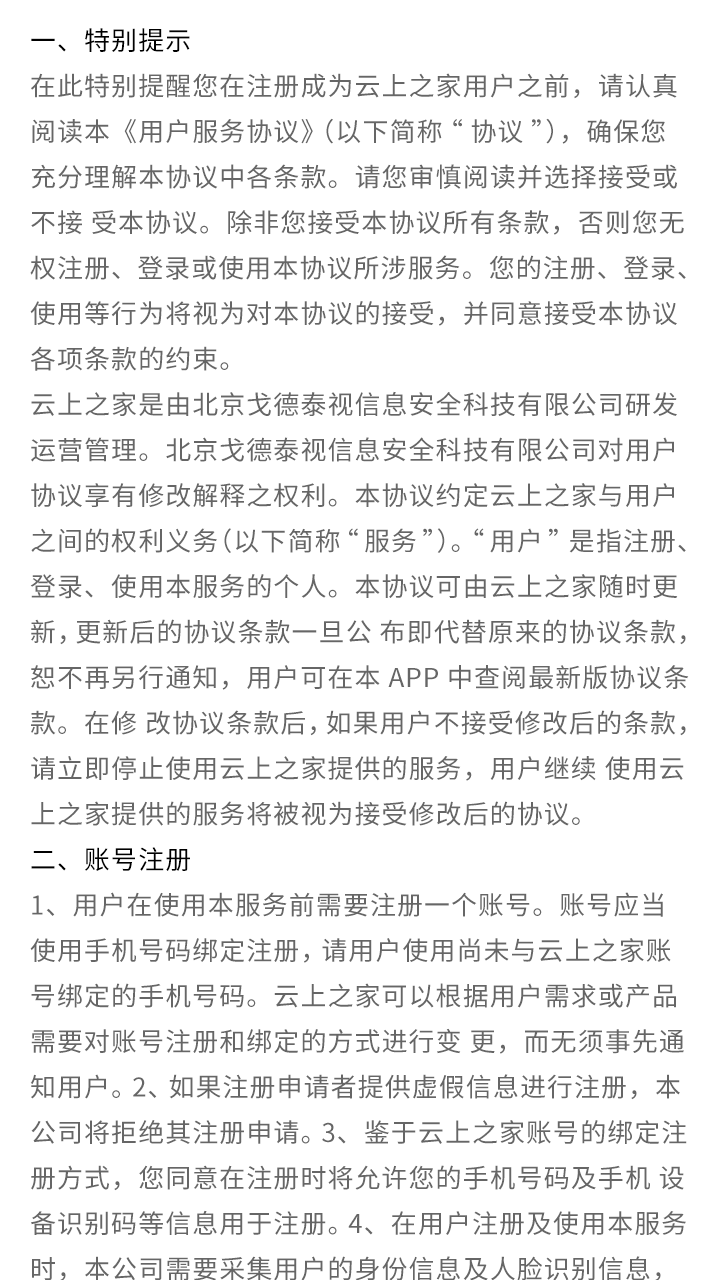 一、特别提示
在此特别提醒您在注册成为云上之家用户之前，请认真
阅读本《用户服务协议》（以下简称 “ 协议 ”），确保您
充分理解本协议中各条款。请您审慎阅读并选择接受或
不接 受本协议。除非您接受本协议所有条款，否则您无
权注册、登录或使用本协议所涉服务。您的注册、登录、
使用等行为将视为对本协议的接受，并同意接受本协议
各项条款的约束。
云上之家是由北京戈德泰视信息安全科技有限公司研发
运营管理。北京戈德泰视信息安全科技有限公司对用户
协议享有修改解释之权利。本协议约定云上之家与用户
之间的权利义务（以下简称 “ 服务 ”）。“ 用户 ” 是指注册、
登录、使用本服务的个人。本协议可由云上之家随时更
新，更新后的协议条款一旦公 布即代替原来的协议条款，
恕不再另行通知，用户可在本 APP 中查阅最新版协议条
款。在修 改协议条款后，如果用户不接受修改后的条款，
请立即停止使用云上之家提供的服务，用户继续 使用云
上之家提供的服务将被视为接受修改后的协议。
二、账号注册
1、用户在使用本服务前需要注册一个账号。账号应当
使用手机号码绑定注册，请用户使用尚未与云上之家账
号绑定的手机号码。云上之家可以根据用户需求或产品
需要对账号注册和绑定的方式进行变 更，而无须事先通
知用户。2、如果注册申请者提供虚假信息进行注册，本
公司将拒绝其注册申请。3、鉴于云上之家账号的绑定注
册方式，您同意在注册时将允许您的手机号码及手机 设
备识别码等信息用于注册。4、在用户注册及使用本服务
时，本公司需要采集用户的身份信息及人脸识别信息，